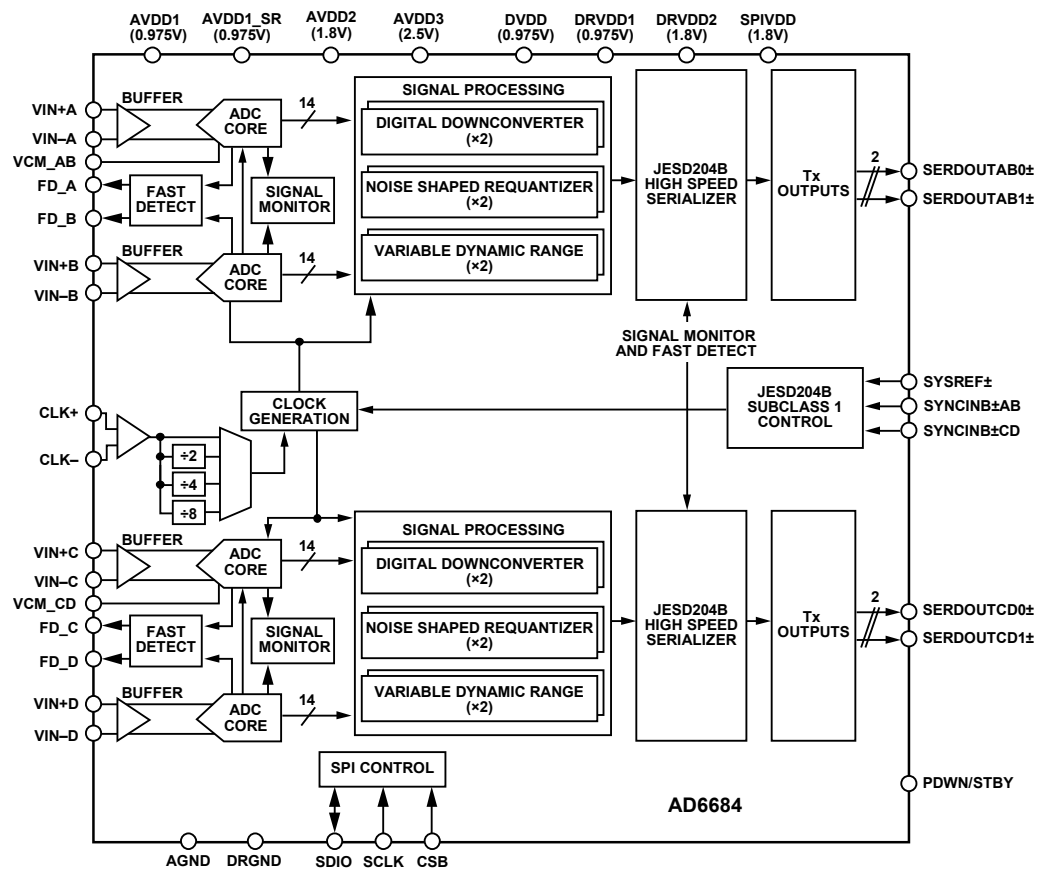 AVDD1
(0.975V)
AVDD1_SR
(0.975V)
AVDD2
(1.8V)
AVDD3
(2.5V)
DVDD
(0.975V)
DRVDD1
(0.975V)
DRVDD2
(1.8V)
SPIVDD
(1.8V)
VIN+A
VIN–A
VCM_AB
FD_A
FD_B
VIN+B
VIN–B
BUFFER
ADC
CORE
14
FAST
DETECT
SIGNAL
MONITOR
BUFFER
ADC
CORE
14
SIGNAL PROCESSING
DIGITAL DOWNCONVERTER
(×2)
NOISE SHAPED REQUANTIZER
(×2)
VARIABLE DYNAMIC RANGE
(×2)
JESD204B
HIGH SPEED
SERIALIZER
Tx
OUTPUTS
2
SERDOUTAB0±
SERDOUTAB1±
SIGNAL MONITOR
AND FAST DETECT
CLK+
CLK–
÷2
÷4
÷8
CLOCK
GENERATION
JESD204B
SUBCLASS 1
CONTROL
SYSREF±
SYNCINB±AB
SYNCINB±CD
VIN+C
VIN–C
VCM_CD
FD_C
FD_D
VIN+D
VIN–D
BUFFER
ADC
CORE
14
FAST
DETECT
SIGNAL
MONITOR
BUFFER
ADC
CORE
14
SIGNAL PROCESSING
DIGITAL DOWNCONVERTER
(×2)
NOISE SHAPED REQUANTIZER
(×2)
VARIABLE DYNAMIC RANGE
(×2)
JESD204B
HIGH SPEED
SERIALIZER
Tx
OUTPUTS
2
SERDOUTCD0±
SERDOUTCD1±
SPI CONTROL
PDWN/STBY
AD6684
AGND
DRGND
SDIO
SCLK
CSB